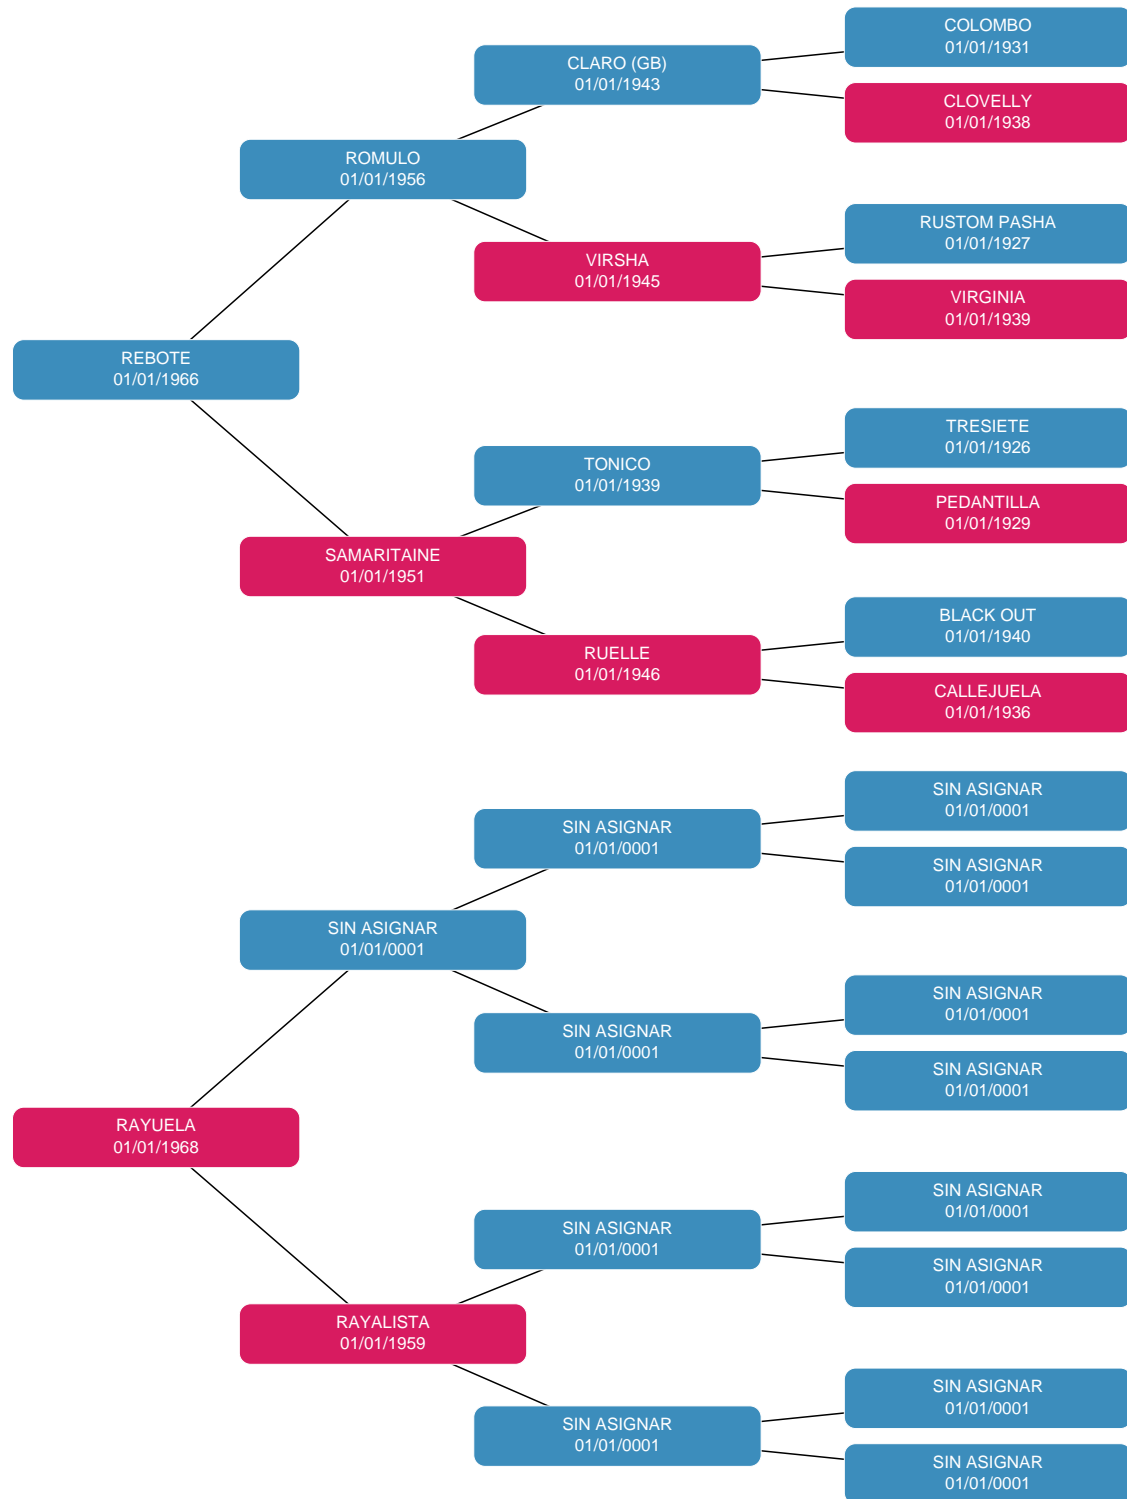 COLOMBO
01/01/1931
CLARO (GB)
01/01/1943
CLOVELLY
01/01/1938
ROMULO
01/01/1956
RUSTOM PASHA
01/01/1927
VIRSHA
01/01/1945
VIRGINIA
01/01/1939
REBOTE
01/01/1966
TRESIETE
01/01/1926
TONICO
01/01/1939
PEDANTILLA
01/01/1929
SAMARITAINE
01/01/1951
BLACK OUT
01/01/1940
RUELLE
01/01/1946
CALLEJUELA
01/01/1936
SIN ASIGNAR
01/01/0001
SIN ASIGNAR
01/01/0001
SIN ASIGNAR
01/01/0001
SIN ASIGNAR
01/01/0001
SIN ASIGNAR
01/01/0001
SIN ASIGNAR
01/01/0001
SIN ASIGNAR
01/01/0001
RAYUELA
01/01/1968
SIN ASIGNAR
01/01/0001
SIN ASIGNAR
01/01/0001
SIN ASIGNAR
01/01/0001
RAYALISTA
01/01/1959
SIN ASIGNAR
01/01/0001
SIN ASIGNAR
01/01/0001
SIN ASIGNAR
01/01/0001